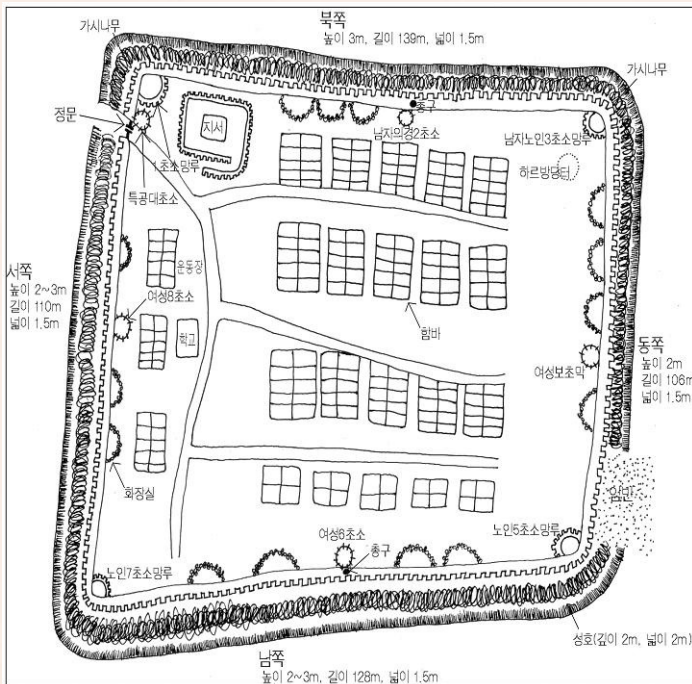 북쪽
높이 3m, 길이 139m, 넓이 1.5m
가시나무
가시나무
정문
지서
총구
남자의경2초소
남자노인3초소망루
1초소망루
하르방당터
특공대초소
서쪽
높이 2~3m
길이 110m
넓이 1.5m
운동장
여성8초소
함바
학교
동쪽
높이 2m
길이 106m
넓이 1.5m
여성보초막
화장실
암반
여성6초소
총구
노인5초소망루
노인7초소망루
성호(깊이 2m, 넓이 2m)
남쪽
높이 2~3m, 길이 128m, 넓이 1.5m